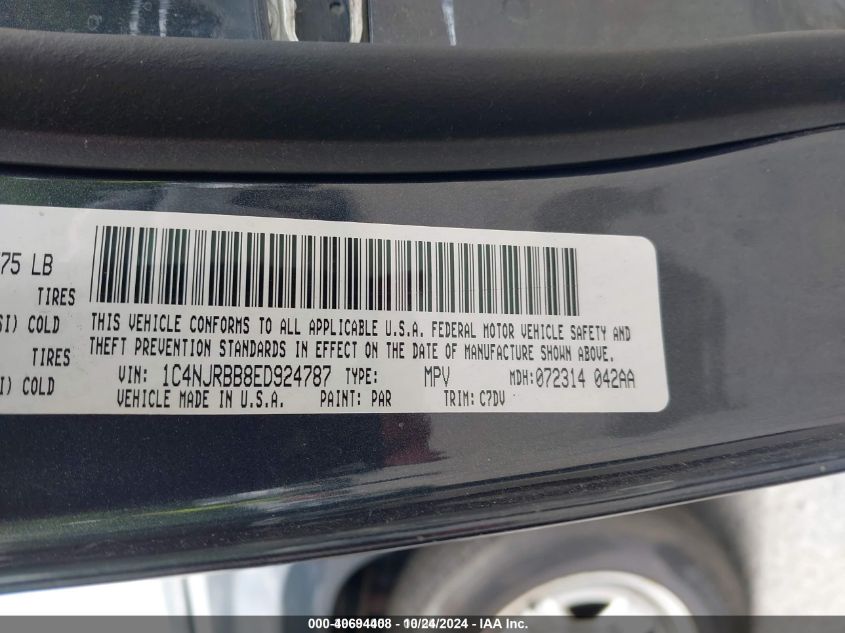 75 LB
TIRES
SI) COLD
TIRES
I) COLD
THIS VEHICLE CONFORMS TO ALL APPLICABLE U.S.A. FEDERAL MOTOR VEHICLE SAFETY AND
THEFT PREVENTION STANDARDS IN EFFECT ON THE DATE OF MANUFACTURE SHOWN ABOVE.
VIN: 1C4NJRBB8ED924787 TYPE: MPV MDH:072314 042AA
VEHICLE MADE IN U.S.A. PAINT: PAR TRIM: C7DV
10/24/2024 - IAA Inc.